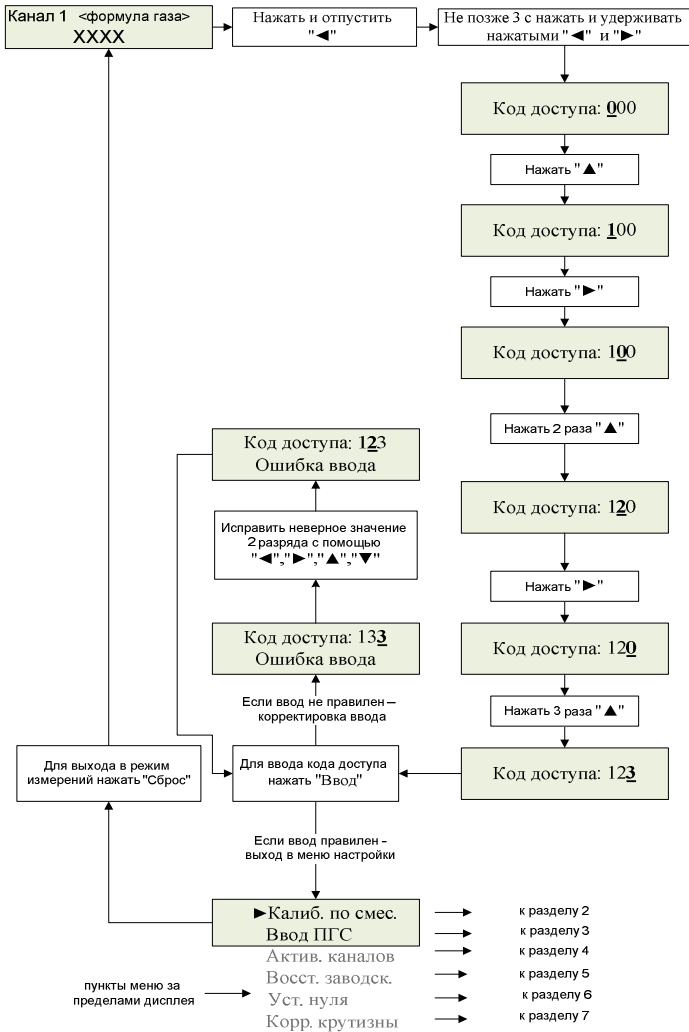 Канал 1 <формула газа>
XXXX
Нажать и отпустить
"◄"
Не позже 3 с нажать и удерживать
нажатыми "◄" и "►"
Код доступа: 000
Нажать "▲"
Код доступа: 100
Нажать "►"
Код доступа: 100
Нажать 2 раза "▲"
Код доступа: 120
Нажать "►"
Код доступа: 120
Нажать 3 раза "▲"
Код доступа: 123
Код доступа: 123
Ошибка ввода
Исправить неверное значение
2 разряда с помощью
"◄","►","▲","▼"
Код доступа: 133
Ошибка ввода
Если ввод не правилен –
корректировка ввода
Для ввода кода доступа
нажать "Ввод"
Для выхода в режим
измерений нажать "Сброс"
Если ввод правилен -
выход в меню настройки
►Калиб. по смес.
Ввод ПГС
Актив. каналов
Восст. заводск.
Уст. нуля
Корр. крутизны
к разделу 2
к разделу 3
к разделу 4
к разделу 5
к разделу 6
к разделу 7
пункты меню за
пределами дисплея